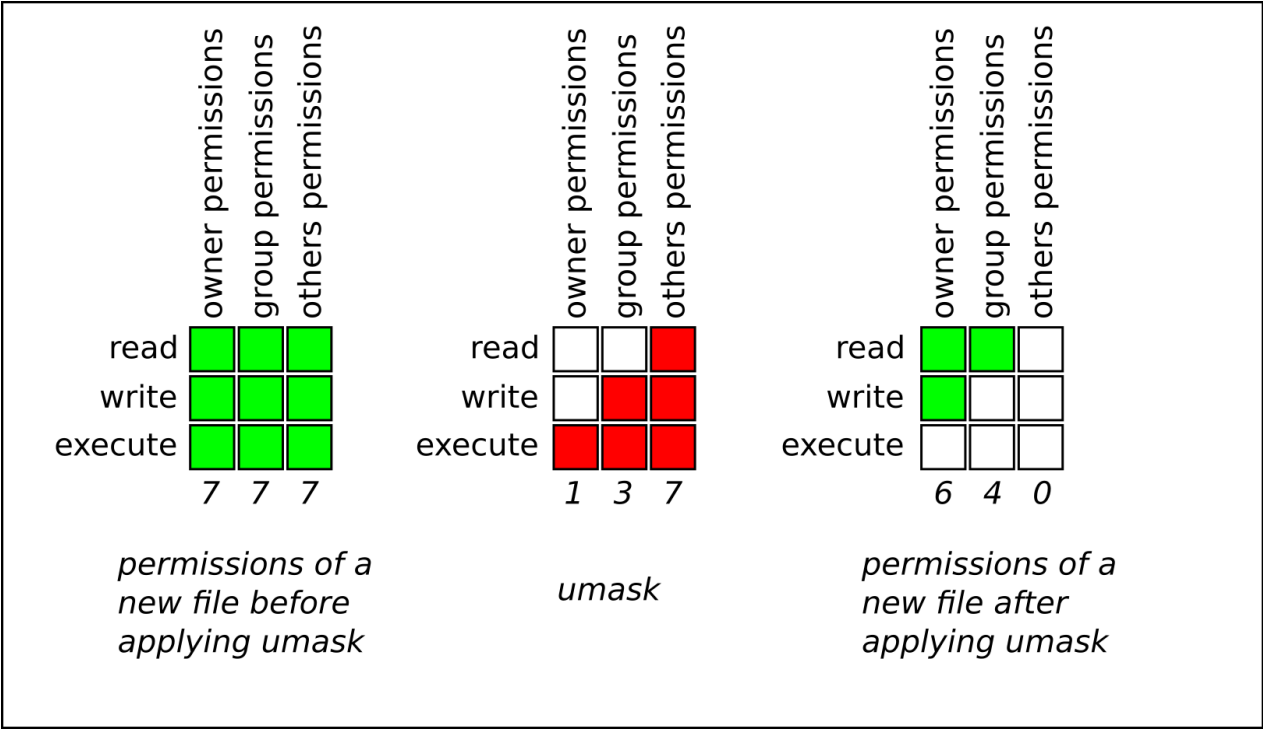 owner permissions
group permissions
others permissions
read
write
execute
7 7 7
permissions of a
new file before
applying umask
owner permissions
group permissions
others permissions
read
write
execute
1 3 7
umask
owner permissions
group permissions
others permissions
read
write
execute
6 4 0
permissions of a
new file after
applying umask